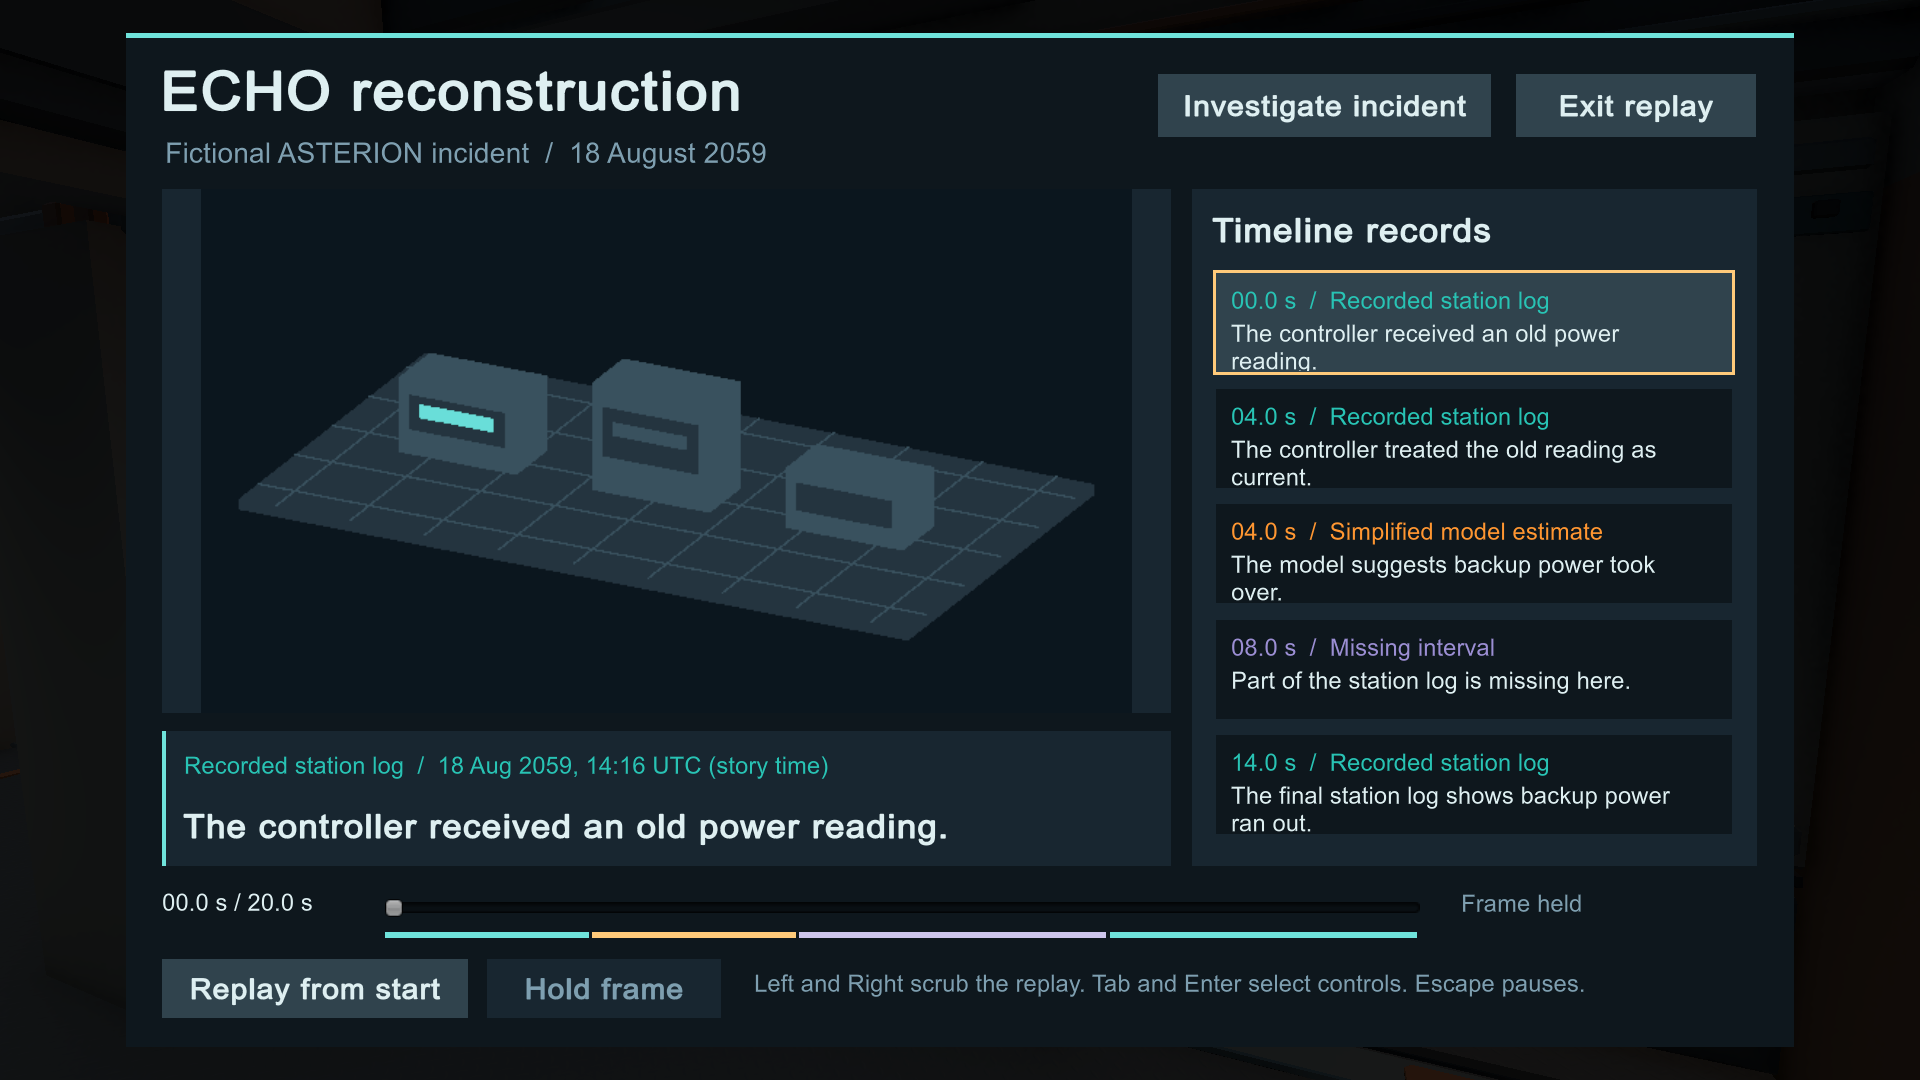 ECHO reconstruction
Fictional ASTERION incident / 18 August 2059
Investigate incident
Exit replay
Timeline records
00.0 s / Recorded station log
The controller received an old power
reading.
04.0 s / Recorded station log
The controller treated the old reading as
current.
04.0 s / Simplified model estimate
The model suggests backup power took
over.
08.0 s / Missing interval
Part of the station log is missing here.
14.0 s / Recorded station log
The final station log shows backup power
ran out.
Recorded station log / 18 Aug 2059, 14:16 UTC (story time)
The controller received an old power reading.
00.0 s / 20.0 s
Frame held
Replay from start
Hold frame
Left and Right scrub the replay. Tab and Enter select controls. Escape pauses.